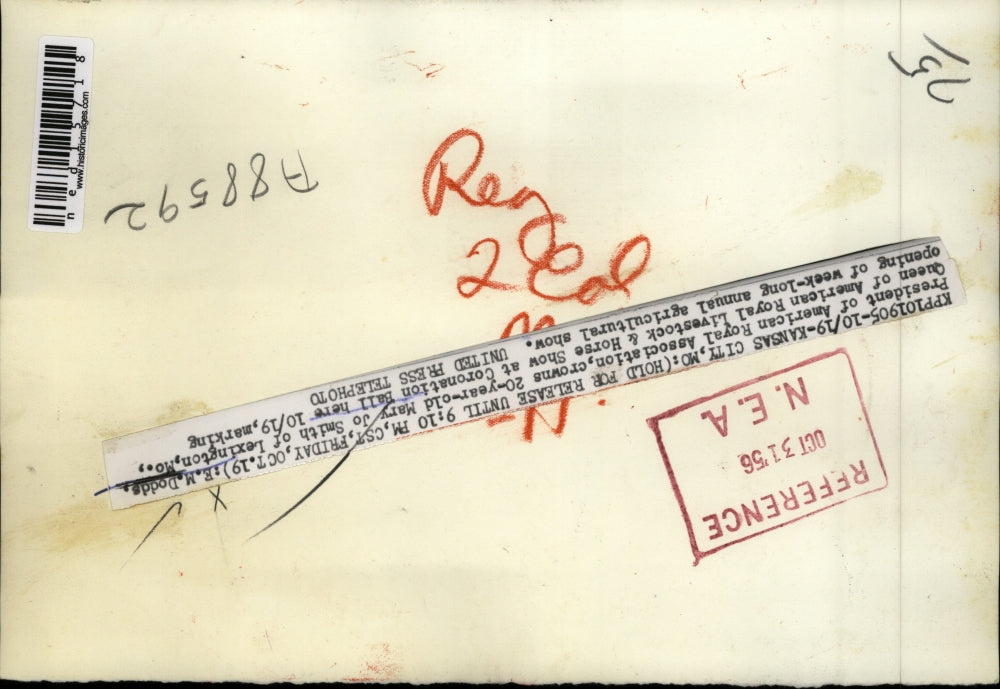 KPP101905-10/19-KANSAS CITY, MO:(HOLD FOR RELEASE UNTIL 9:10 PM,CST,FRIDAY,OCT.19):E.M.Dodds,
President of American Royal Association,crowns 20-year-old Mary Jo Smith of Lexington,Mo.,
Queen of American Royal Livestock & Horse Show at Coronation Ball here 10/19,marking
opening of week-long annual agricultural show.
UNITED PRESS TELEPHOTO
REFERENCE
OCT 31 '56
N.E.A
A88592
2 Col
ned15718
www.historicimages.com